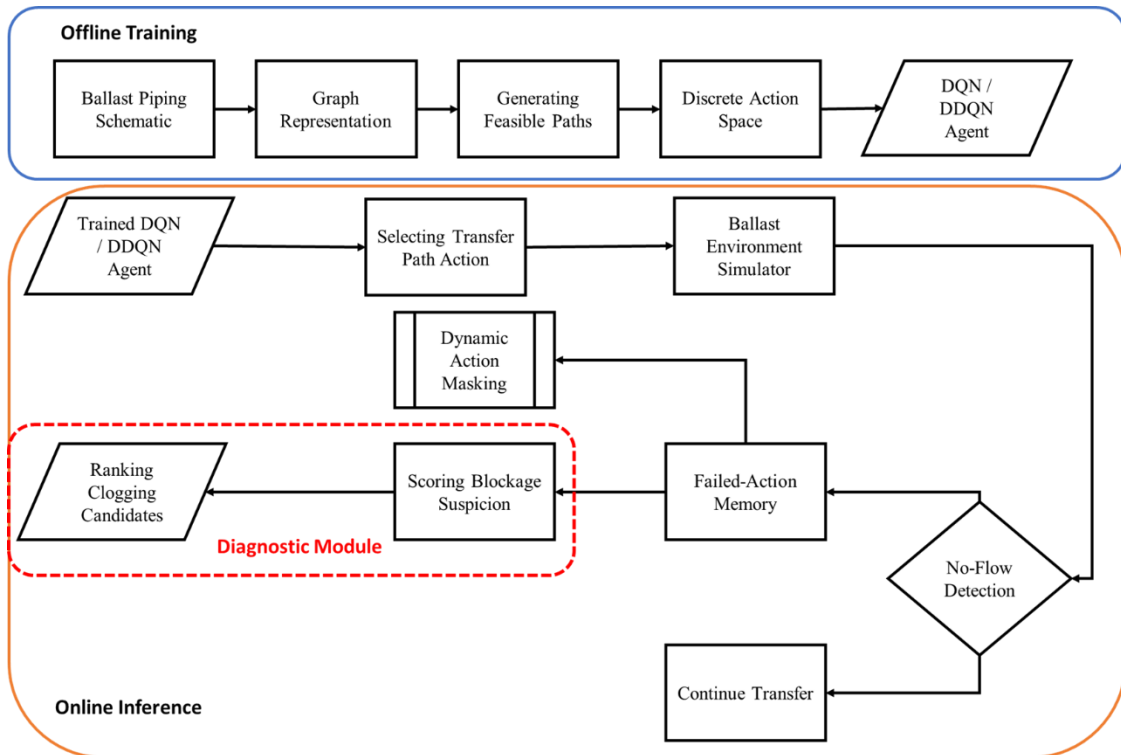 Offline Training
Ballast Piping
Schematic
Graph
Representation
Generating
Feasible Paths
Discrete Action
Space
DQN /
DDQN
Agent
Trained DQN
/ DDQN
Agent
Selecting Transfer
Path Action
Ballast
Environment
Simulator
Dynamic
Action
Masking
Ranking
Clogging
Candidates
Scoring Blockage
Suspicion
Failed-Action
Memory
Diagnostic Module
No-Flow
Detection
Continue Transfer
Online Inference